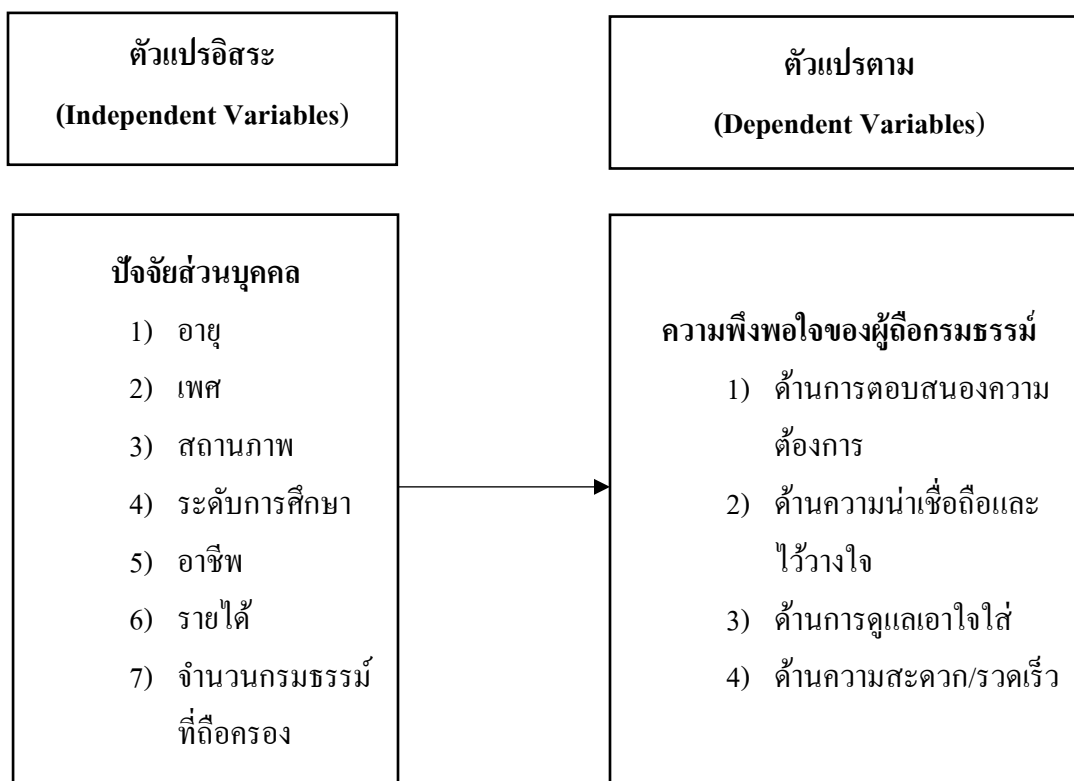 ตัวแปรอิสระ
(Independent Variables)
ตัวแปรตาม
(Dependent Variables)
ปัจจัยส่วนบุคคล
1) อายุ
2) เพศ
3) สถานภาพ
4) ระดับการศึกษา
5) อาชีพ
6) รายได้
7) จำนวนกรมธรรม์
ที่ถือครอง
ความพึงพอใจของผู้ถือกรมธรรม์
1) ด้านการตอบสนองความ
ต้องการ
2) ด้านความน่าเชื่อถือและ
ไว้วางใจ
3) ด้านการดูแลเอาใจใส่
4) ด้านความสะดวก/รวดเร็ว